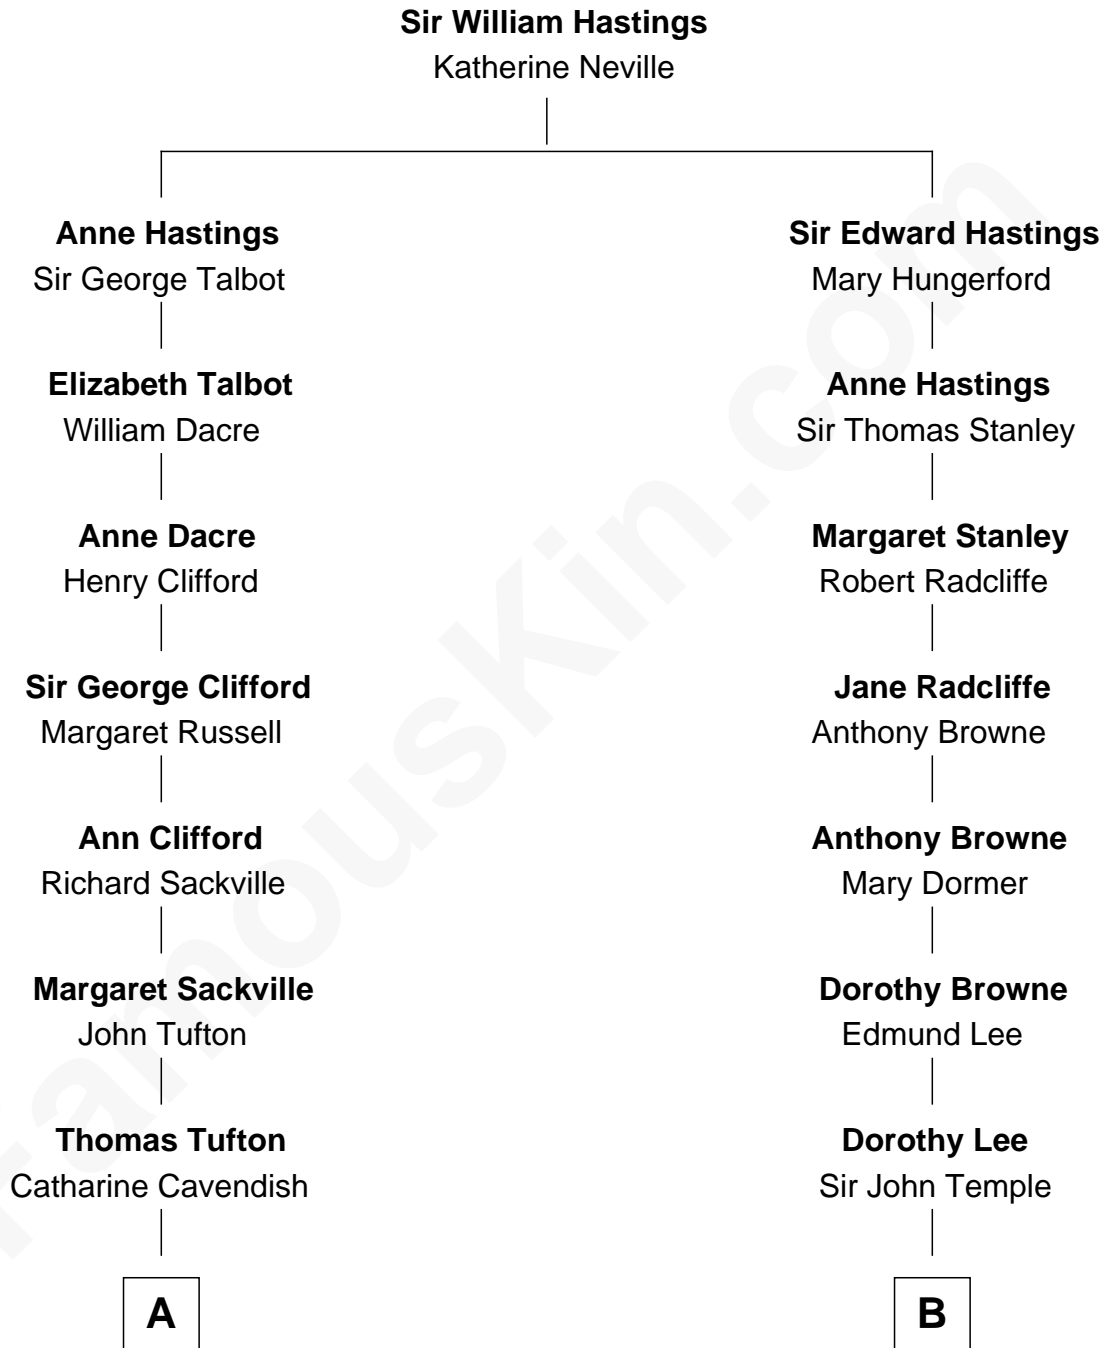 Sir William Hastings
Katherine Neville
Anne Hastings
Sir George Talbot
Sir Edward Hastings
Mary Hungerford
Elizabeth Talbot
William Dacre
Anne Hastings
Sir Thomas Stanley
Anne Dacre
Henry Clifford
Margaret Stanley
Robert Radcliffe
Sir George Clifford
Margaret Russell
Jane Radcliffe
Anthony Browne
Ann Clifford
Richard Sackville
Anthony Browne
Mary Dormer
Margaret Sackville
John Tufton
Dorothy Browne
Edmund Lee
Thomas Tufton
Catharine Cavendish
Dorothy Lee
Sir John Temple
A
B
FamousKin.com